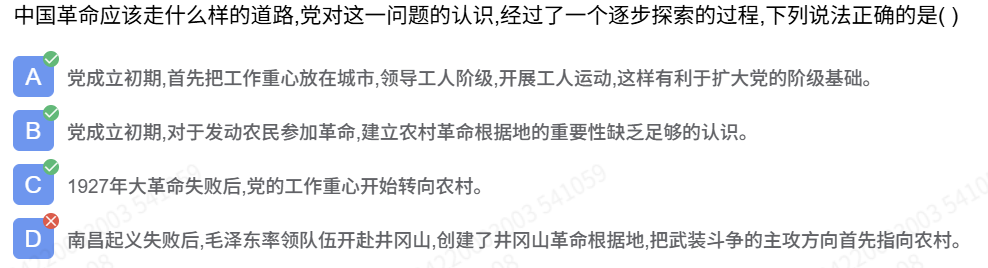 中国革命应该走什么样的道路,党对这一问题的认识,经过了一个逐步探索的过程,下列说法正确的是( )
A 党成立初期,首先把工作重心放在城市,领导工人阶级,开展工人运动,这样有利于扩大党的阶级基础。
B 党成立初期,对于发动农民参加革命,建立农村革命根据地的重要性缺乏足够的认识。
C 1927年大革命失败后,党的工作重心开始转向农村。
D 南昌起义失败后,毛泽东率领队伍开赴井冈山,创建了井冈山革命根据地,把武装斗争的主攻方向首先指向农村。